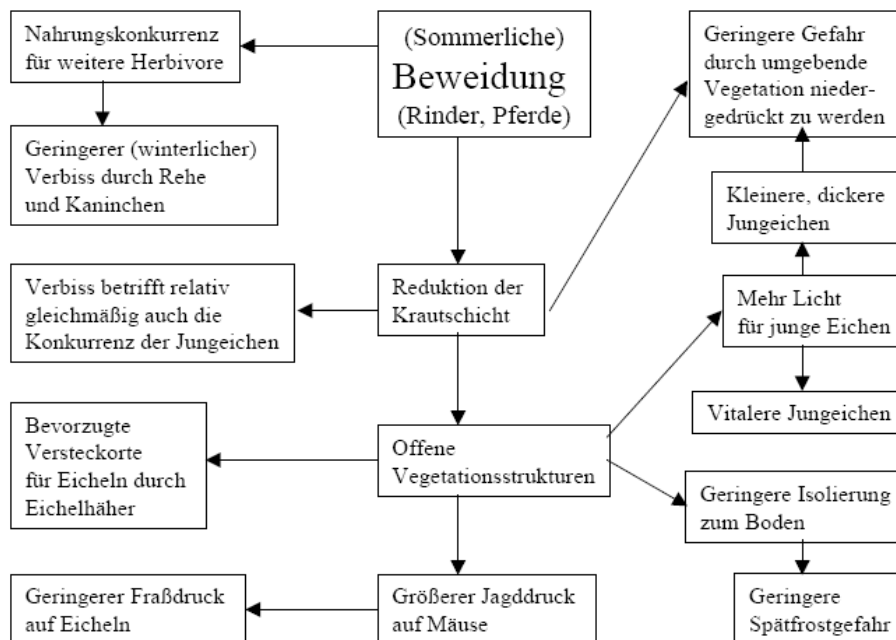 Nahrungskonkurrenz
für weitere Herbivore
(Sommerliche)
Beweidung
(Rinder, Pferde)
Geringere Gefahr
durch umgebende
Vegetation nieder-
gedrückt zu werden
Geringerer (winterlicher)
Verbiss durch Rehe
und Kaninchen
Kleinere, dickere
Jungeichen
Verbiss betrifft relativ
gleichmäßig auch die
Konkurrenz der Jungeichen
Reduktion der
Krautschicht
Mehr Licht
für junge Eichen
Vitalere Jungeichen
Bevorzugte
Versteckorte
für Eicheln durch
Eichelhäher
Offene
Vegetationsstrukturen
Geringere Isolierung
zum Boden
Geringerer Fraßdruck
auf Eicheln
Größerer Jagddruck
auf Mäuse
Geringere
Spätfrostgefahr